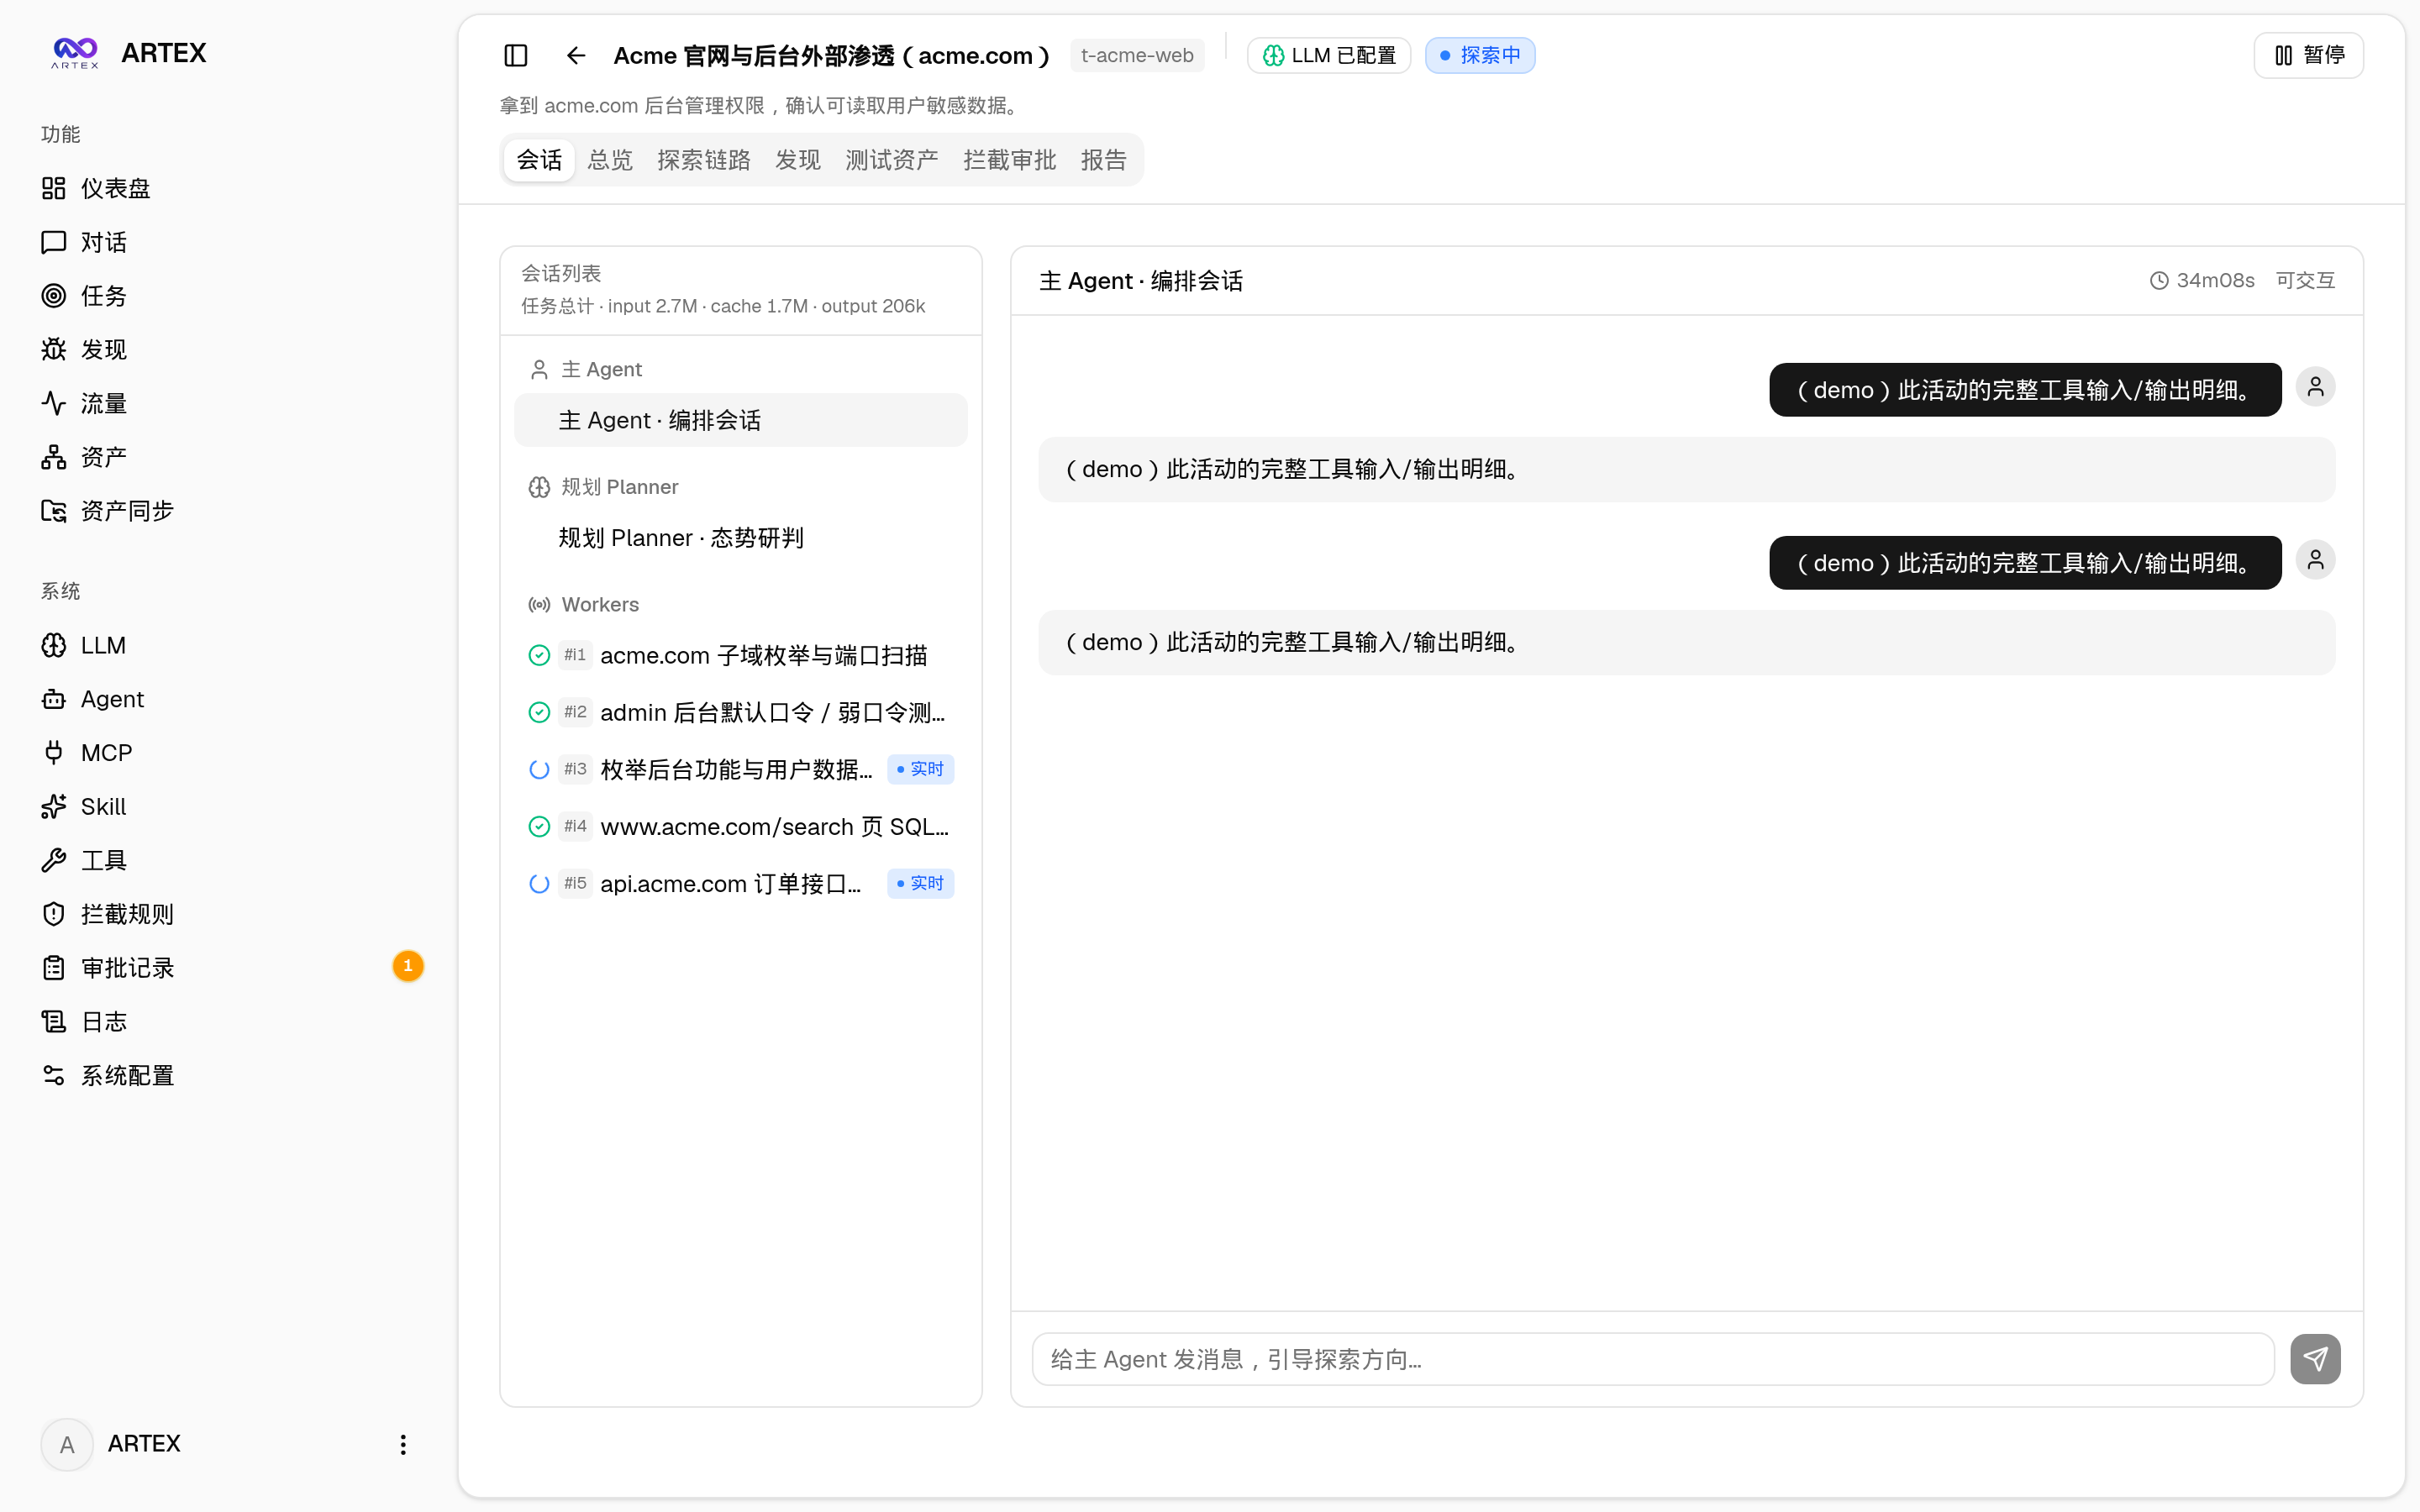 ARTEX
ARTEX
功能
仪表盘
对话
任务
发现
流量
资产
资产同步
系统
LLM
Agent
MCP
Skill
工具
拦截规则
审批记录
1
日志
系统配置
A
ARTEX
Acme 官网与后台外部渗透（acme.com）
t-acme-web
LLM 已配置
探索中
暂停
拿到 acme.com 后台管理权限，确认可读取用户敏感数据。
会话 总览 探索链路 发现 测试资产 拦截审批 报告
会话列表
任务总计 · input 2.7M · cache 1.7M · output 206k
主 Agent
主 Agent · 编排会话
规划 Planner
规划 Planner · 态势研判
Workers
#i1 acme.com 子域枚举与端口扫描
#i2 admin 后台默认口令 / 弱口令测...
#i3 枚举后台功能与用户数据... 实时
#i4 www.acme.com/search 页 SQL...
#i5 api.acme.com 订单接口... 实时
主 Agent · 编排会话
34m08s 可交互
（demo）此活动的完整工具输入/输出明细。
（demo）此活动的完整工具输入/输出明细。
（demo）此活动的完整工具输入/输出明细。
（demo）此活动的完整工具输入/输出明细。
给主 Agent 发消息，引导探索方向...